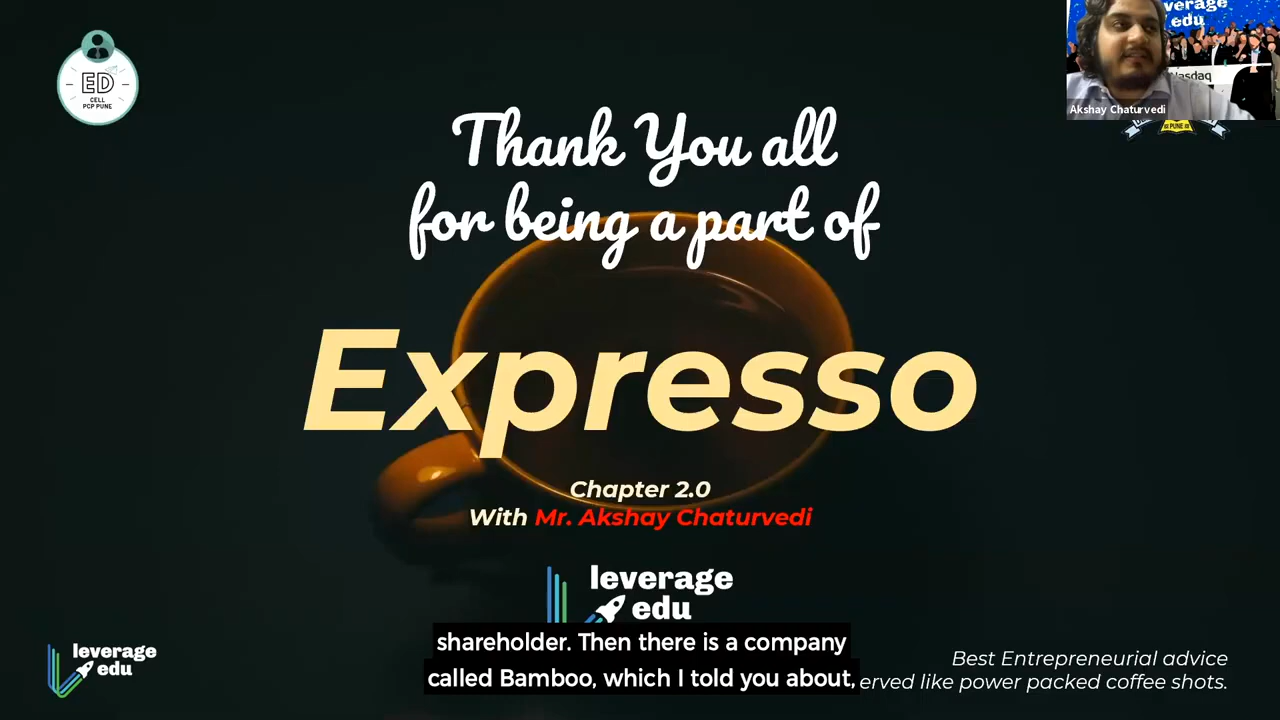 ED
CELL
PCP PUNE
verage
edu
Nasdaq
Akshay Chaturvedi
Thank You all
for being a part of
Expresso
Chapter 2.0
With Mr. Akshay Chaturvedi
leverage
edu
shareholder. Then there is a company
called Bamboo, which I told you about,
leverage
edu
Best Entrepreneurial advice
erved like power packed coffee shots.